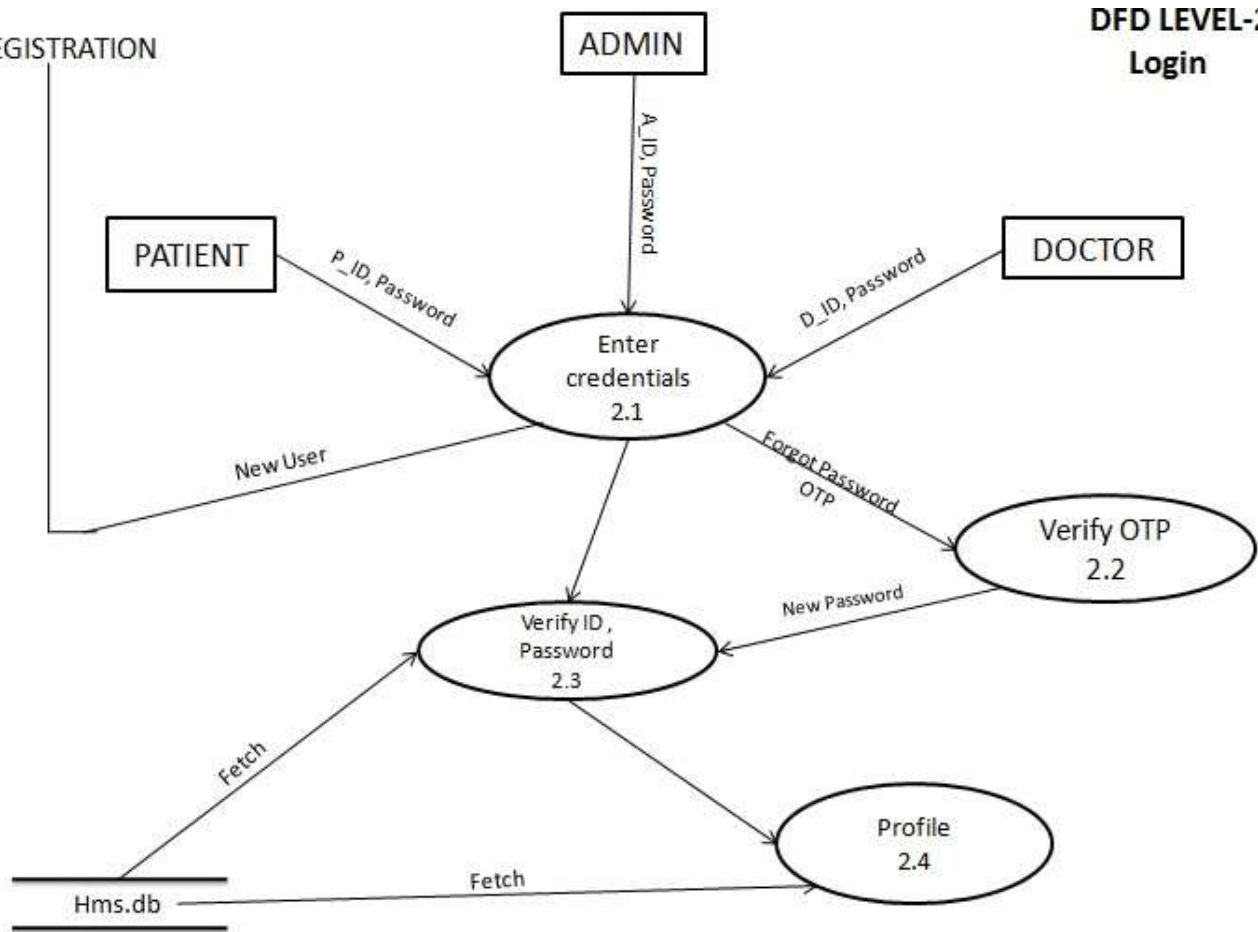 EGISTRATION
ADMIN
DFD LEVEL-2
Login
A_ID, Password
PATIENT
DOCTOR
P_ID, Password
D_ID, Password
Enter
credentials
2.1
New User
Forgot Password
OTP
Verify OTP
2.2
New Password
Verify ID ,
Password
2.3
Fetch
Profile
2.4
Fetch
Hms.db